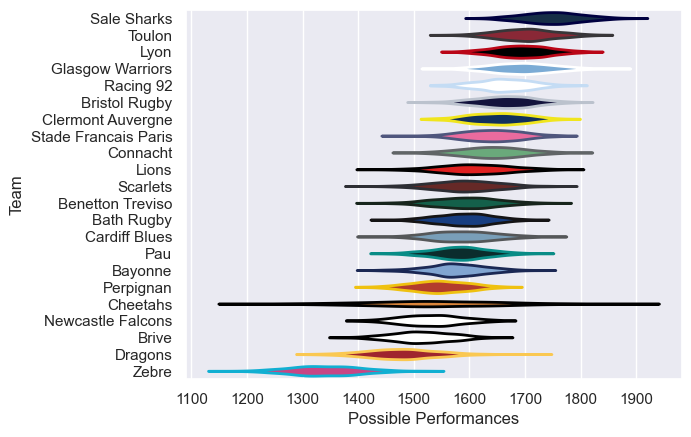 Sale Sharks
Toulon
Lyon
Glasgow Warriors
Racing 92
Bristol Rugby
Clermont Auvergne
Stade Francais Paris
Connacht
Lions
Scarlets
Benetton Treviso
Bath Rugby
Cardiff Blues
Pau
Bayonne
Perpignan
Cheetahs
Newcastle Falcons
Brive
Dragons
Zebre
Team
1100 1200 1300 1400 1500 1600 1700 1800 1900
Possible Performances